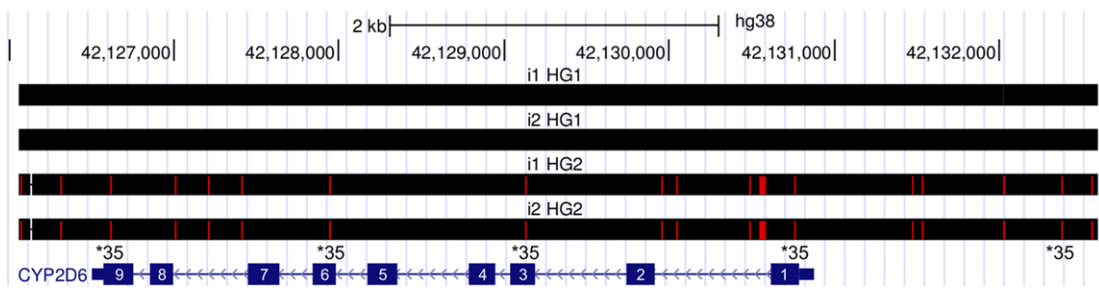 2 kb hg38
42,127,000 42,128,000 42,129,000 42,130,000 42,131,000 42,132,000
i1 HG1
i2 HG1
i1 HG2
i2 HG2
*35 *35 *35 *35 *35
CYP2D6 9 8 7 6 5 4 3 2 1